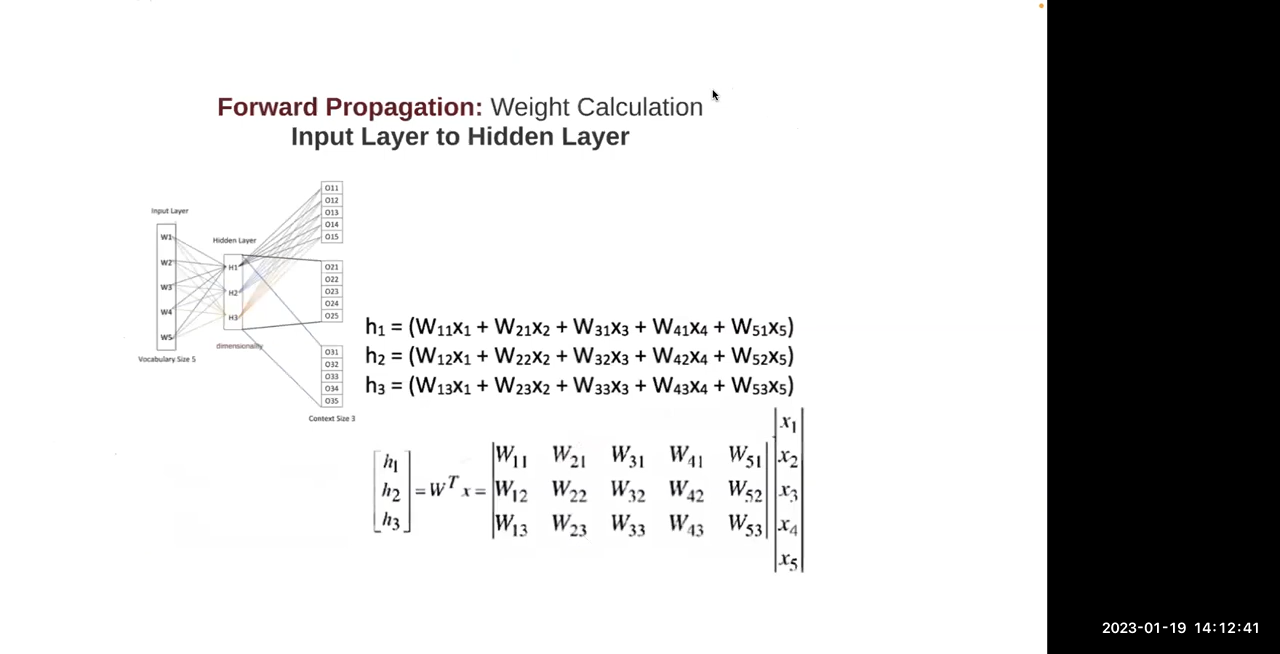 Forward Propagation: Weight Calculation
Input Layer to Hidden Layer
Input Layer
W1
W2
W3
W4
W5
Vocabulary Size 5
Hidden Layer
H1
H2
H3
dimensionality
O11
O12
O13
O14
O15
O21
O22
O23
O24
O25
O31
O32
O33
O34
O35
Context Size 3
h₁ = (W₁₁x₁ + W₂₁x₂ + W₃₁x₃ + W₄₁x₄ + W₅₁x₅)
h₂ = (W₁₂x₁ + W₂₂x₂ + W₃₂x₃ + W₄₂x₄ + W₅₂x₅)
h₃ = (W₁₃x₁ + W₂₃x₂ + W₃₃x₃ + W₄₃x₄ + W₅₃x₅)
h₁
h₂
h₃
= Wᵀ x =
W₁₁ W₂₁ W₃₁ W₄₁ W₅₁
W₁₂ W₂₂ W₃₂ W₄₂ W₅₂
W₁₃ W₂₃ W₃₃ W₄₃ W₅₃
x₁
x₂
x₃
x₄
x₅
2023-01-19 14:12:41